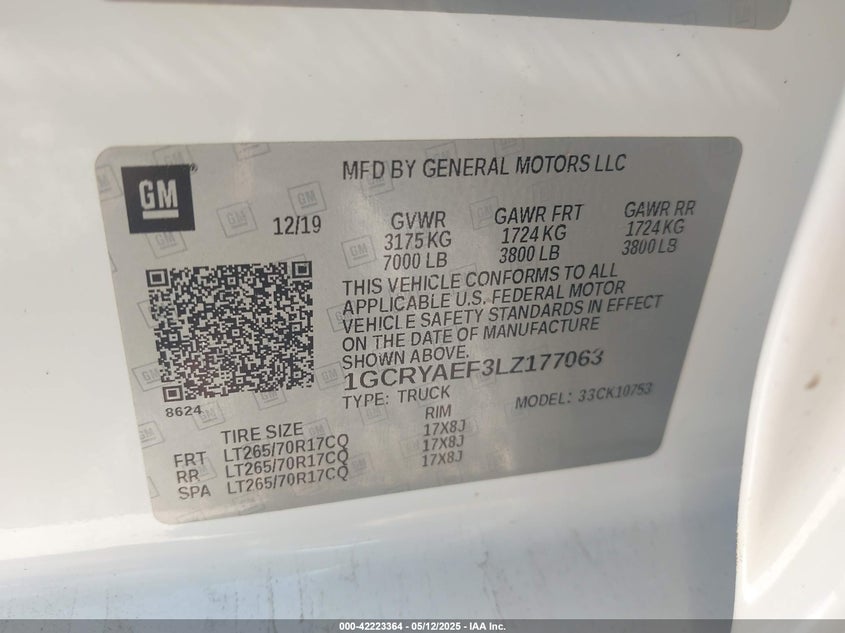 GM
MFD BY GENERAL MOTORS LLC
12/19
GVWR
3175 KG
7000 LB
GAWR FRT
1724 KG
3800 LB
GAWR RR
1724 KG
3800 LB
THIS VEHICLE CONFORMS TO ALL
APPLICABLE U.S. FEDERAL MOTOR
VEHICLE SAFETY STANDARDS IN EFFECT
ON THE DATE OF MANUFACTURE
SHOWN ABOVE.
1GCRYAEF3LZ177063
TYPE: TRUCK
MODEL: 33CK10753
8624
TIRE SIZE RIM
FRT LT265/70R17CQ 17X8J
RR LT265/70R17CQ 17X8J
SPA LT265/70R17CQ 17X8J
000-42223364 - 05/12/2025 - IAA Inc.